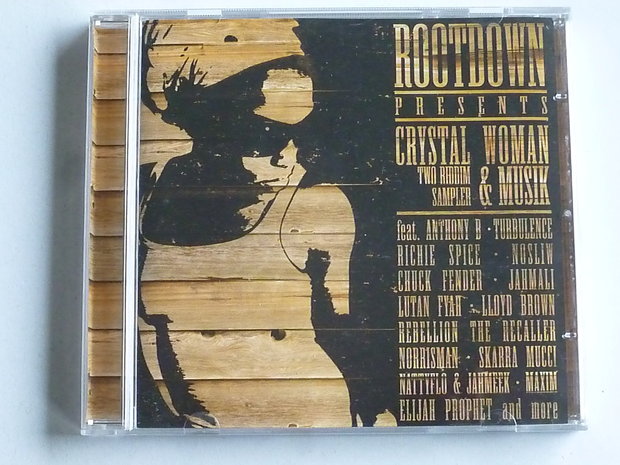 ROOTDOWN
PRESENTS
CRYSTAL WOMAN
TWO RIDDIM SAMPLER & MUSIK
feat. ANTHONY B · TURBULENCE
RICHIE SPICE · NOSLIW
CHUCK FENDER · JAHMALI
LUTAN FYAH · LLOYD BROWN
REBELLION THE RECALLER
NORRISMAN · SKARRA MUCCI
NATTYFLO & JAHMEEK · MAXIM
ELIJAH PROPHET and more